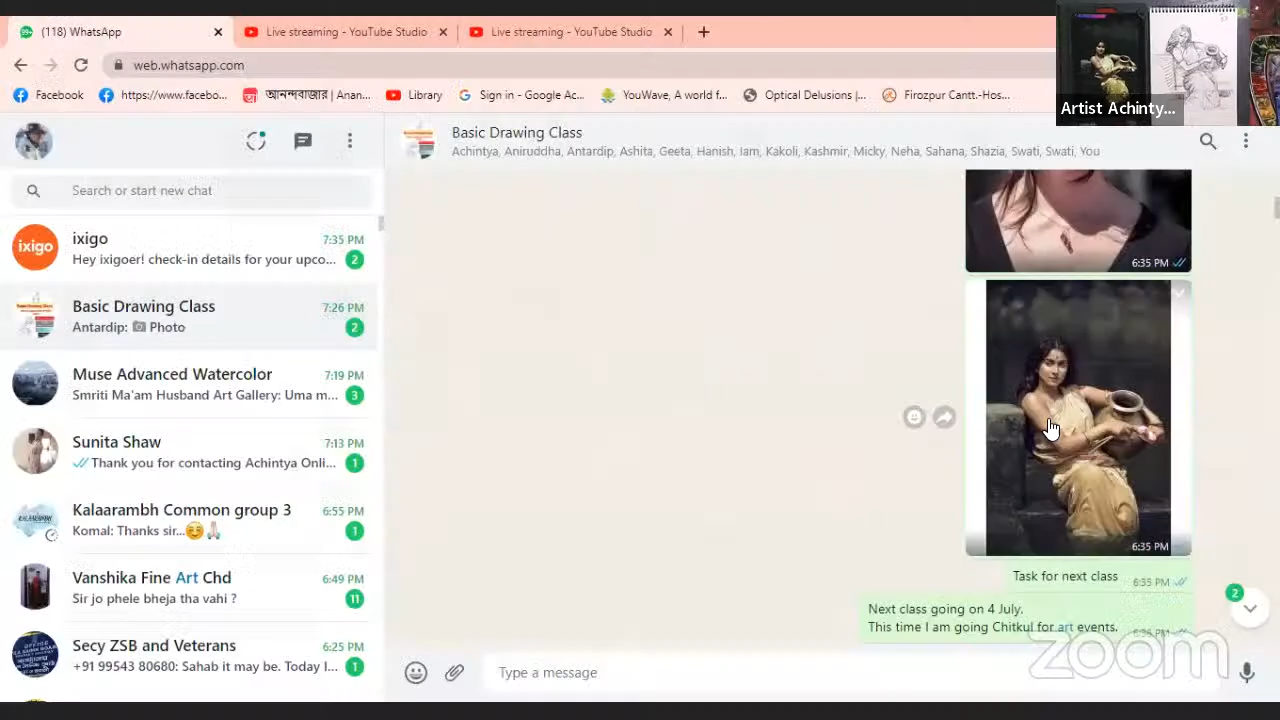 (118) WhatsApp
Live streaming - YouTube Studio
Live streaming - YouTube Studio
web.whatsapp.com
Facebook
https://www.facebo...
আনন্দবাজার | Anan...
Library
Sign in - Google Ac...
YouWave, A world f...
Optical Delusions |...
Firozpur Cantt.-Hos...
Artist Achinty...
Basic Drawing Class
Achintya, Aniruddha, Antardip, Ashita, Geeta, Hanish, Iam, Kakoli, Kashmir, Micky, Neha, Sahana, Shazia, Swati, Swati, You
Search or start new chat
ixigo
ixigo
7:35 PM
Hey ixigoer! check-in details for your upco...
2
Basic Drawing Class
7:26 PM
Antardip: Photo
2
Muse Advanced Watercolor
7:19 PM
Smriti Ma'am Husband Art Gallery: Uma m...
3
Sunita Shaw
7:13 PM
Thank you for contacting Achintya Onli...
1
Kalaarambh Common group 3
6:55 PM
Komal: Thanks sir...☺️🙏🏻
1
Vanshika Fine Art Chd
6:49 PM
Sir jo phele bheja tha vahi ?
11
Secy ZSB and Veterans
6:25 PM
+91 99543 80680: Sahab it may be. Today I...
1
6:35 PM
6:35 PM
Task for next class
6:35 PM
Next class going on 4 July.
This time I am going Chitkul for art events.
6:36 PM
2
zoom
Type a message